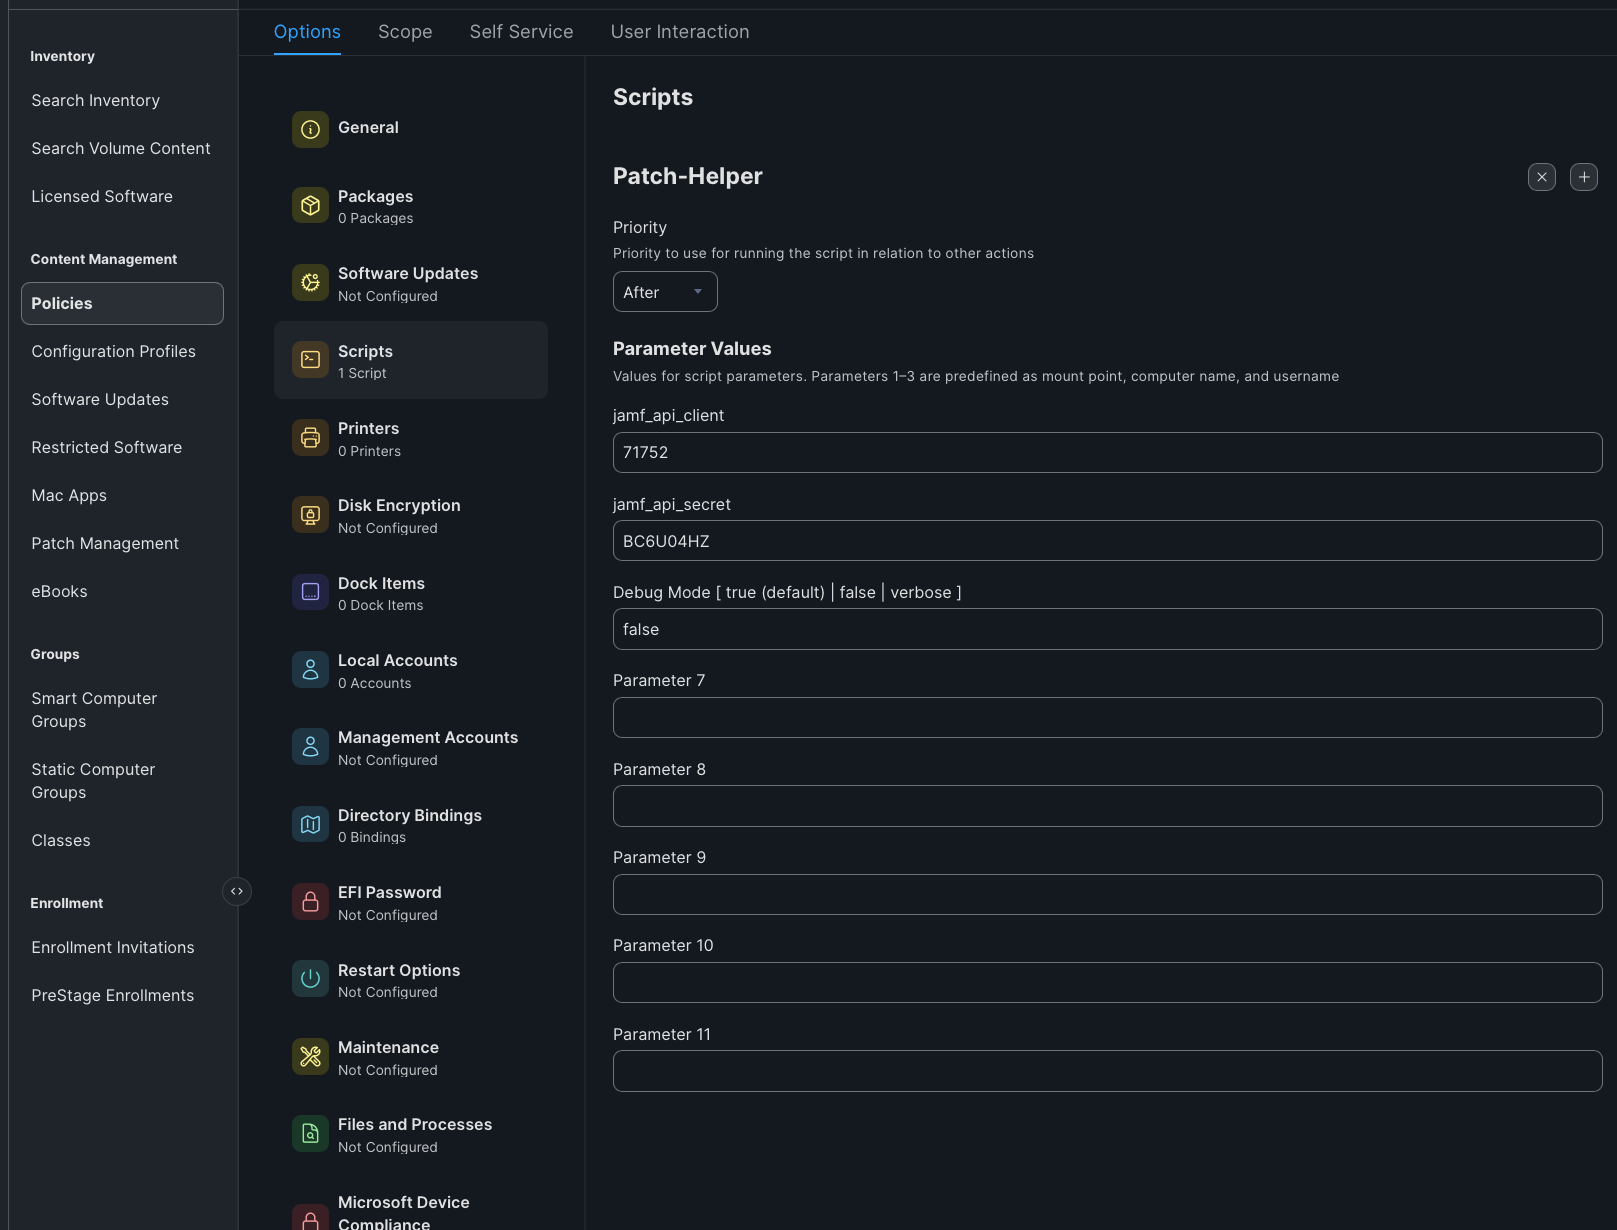 Options
Scope
Self Service
User Interaction
Inventory
Search Inventory
Search Volume Content
Licensed Software
Content Management
Policies
Configuration Profiles
Software Updates
Restricted Software
Mac Apps
Patch Management
eBooks
Groups
Smart Computer
Groups
Static Computer
Groups
Classes
Enrollment
Enrollment Invitations
PreStage Enrollments
General
Packages
0 Packages
Software Updates
Not Configured
Scripts
1 Script
Printers
0 Printers
Disk Encryption
Not Configured
Dock Items
0 Dock Items
Local Accounts
0 Accounts
Management Accounts
Not Configured
Directory Bindings
0 Bindings
EFI Password
Not Configured
Restart Options
Not Configured
Maintenance
Not Configured
Files and Processes
Not Configured
Microsoft Device
Compliance
Scripts
Patch-Helper
Priority
Priority to use for running the script in relation to other actions
After
Parameter Values
Values for script parameters. Parameters 1–3 are predefined as mount point, computer name, and username
jamf_api_client
71752
jamf_api_secret
BC6U04HZ
Debug Mode [ true (default) | false | verbose ]
false
Parameter 7
Parameter 8
Parameter 9
Parameter 10
Parameter 11